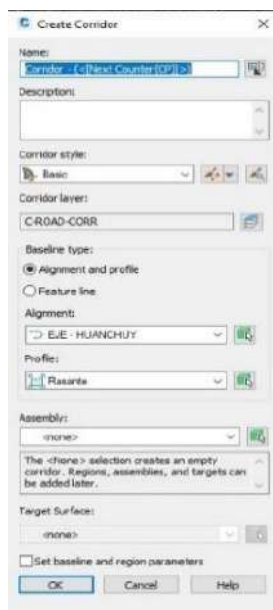 Create Corridor
Name:
Corridor - (<[Next Counter(CP)]>)
Description:
Corridor style:
Basic
Corridor layer:
C-ROAD-CORR
Baseline type:
Alignment and profile
Feature line
Alignment:
EJE - HUANCHUY
Profile:
Rasante
Assembly:
<none>
The <None> selection creates an empty
corridor. Regions, assemblies, and targets can
be added later.
Target Surface:
<none>
Set baseline and region parameters
OK Cancel Help